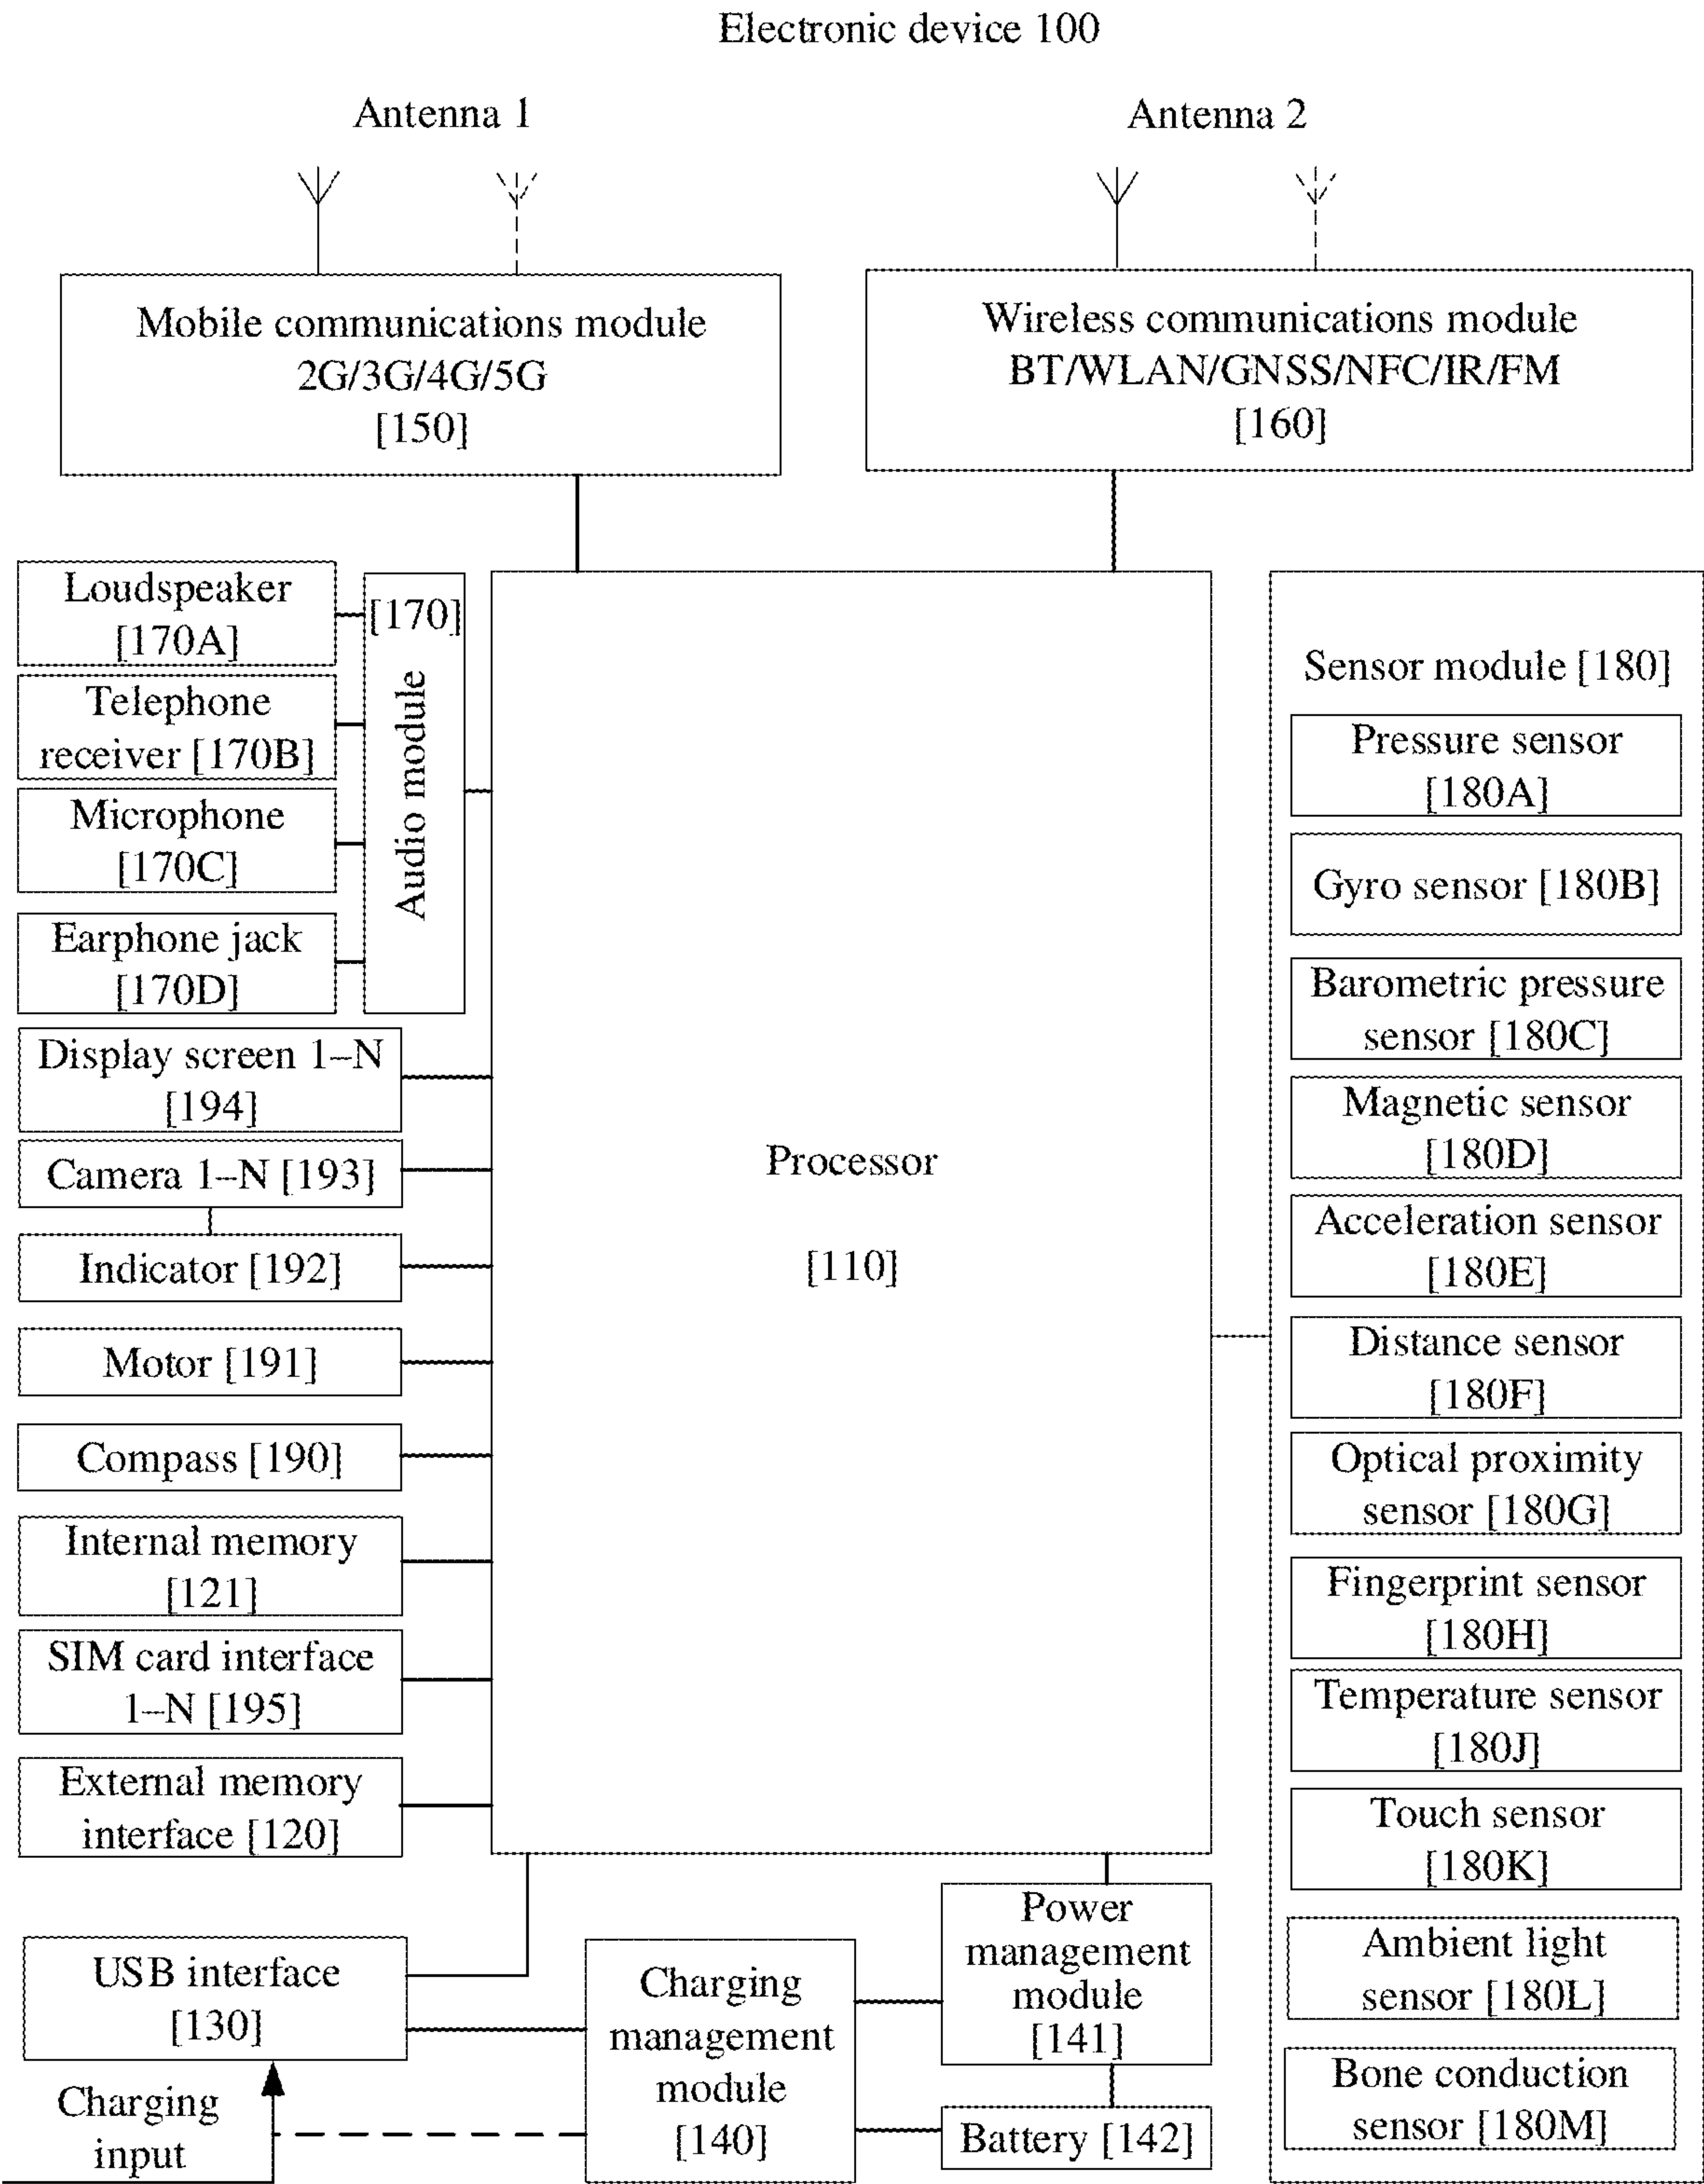 Electronic device 100
Antenna 1
Antenna 2
Mobile communications module
2G/3G/4G/5G
[150]
Wireless communications module
BT/WLAN/GNSS/NFC/IR/FM
[160]
Loudspeaker
[170A]
Telephone
receiver [170B]
Microphone
[170C]
Earphone jack
[170D]
[170]
Audio module
Display screen 1–N
[194]
Camera 1–N [193]
Indicator [192]
Motor [191]
Compass [190]
Internal memory
[121]
SIM card interface
1–N [195]
External memory
interface [120]
Processor
[110]
Sensor module [180]
Pressure sensor
[180A]
Gyro sensor [180B]
Barometric pressure
sensor [180C]
Magnetic sensor
[180D]
Acceleration sensor
[180E]
Distance sensor
[180F]
Optical proximity
sensor [180G]
Fingerprint sensor
[180H]
Temperature sensor
[180J]
Touch sensor
[180K]
Ambient light
sensor [180L]
Bone conduction
sensor [180M]
USB interface
[130]
Charging
input
Charging
management
module
[140]
Power
management
module
[141]
Battery [142]